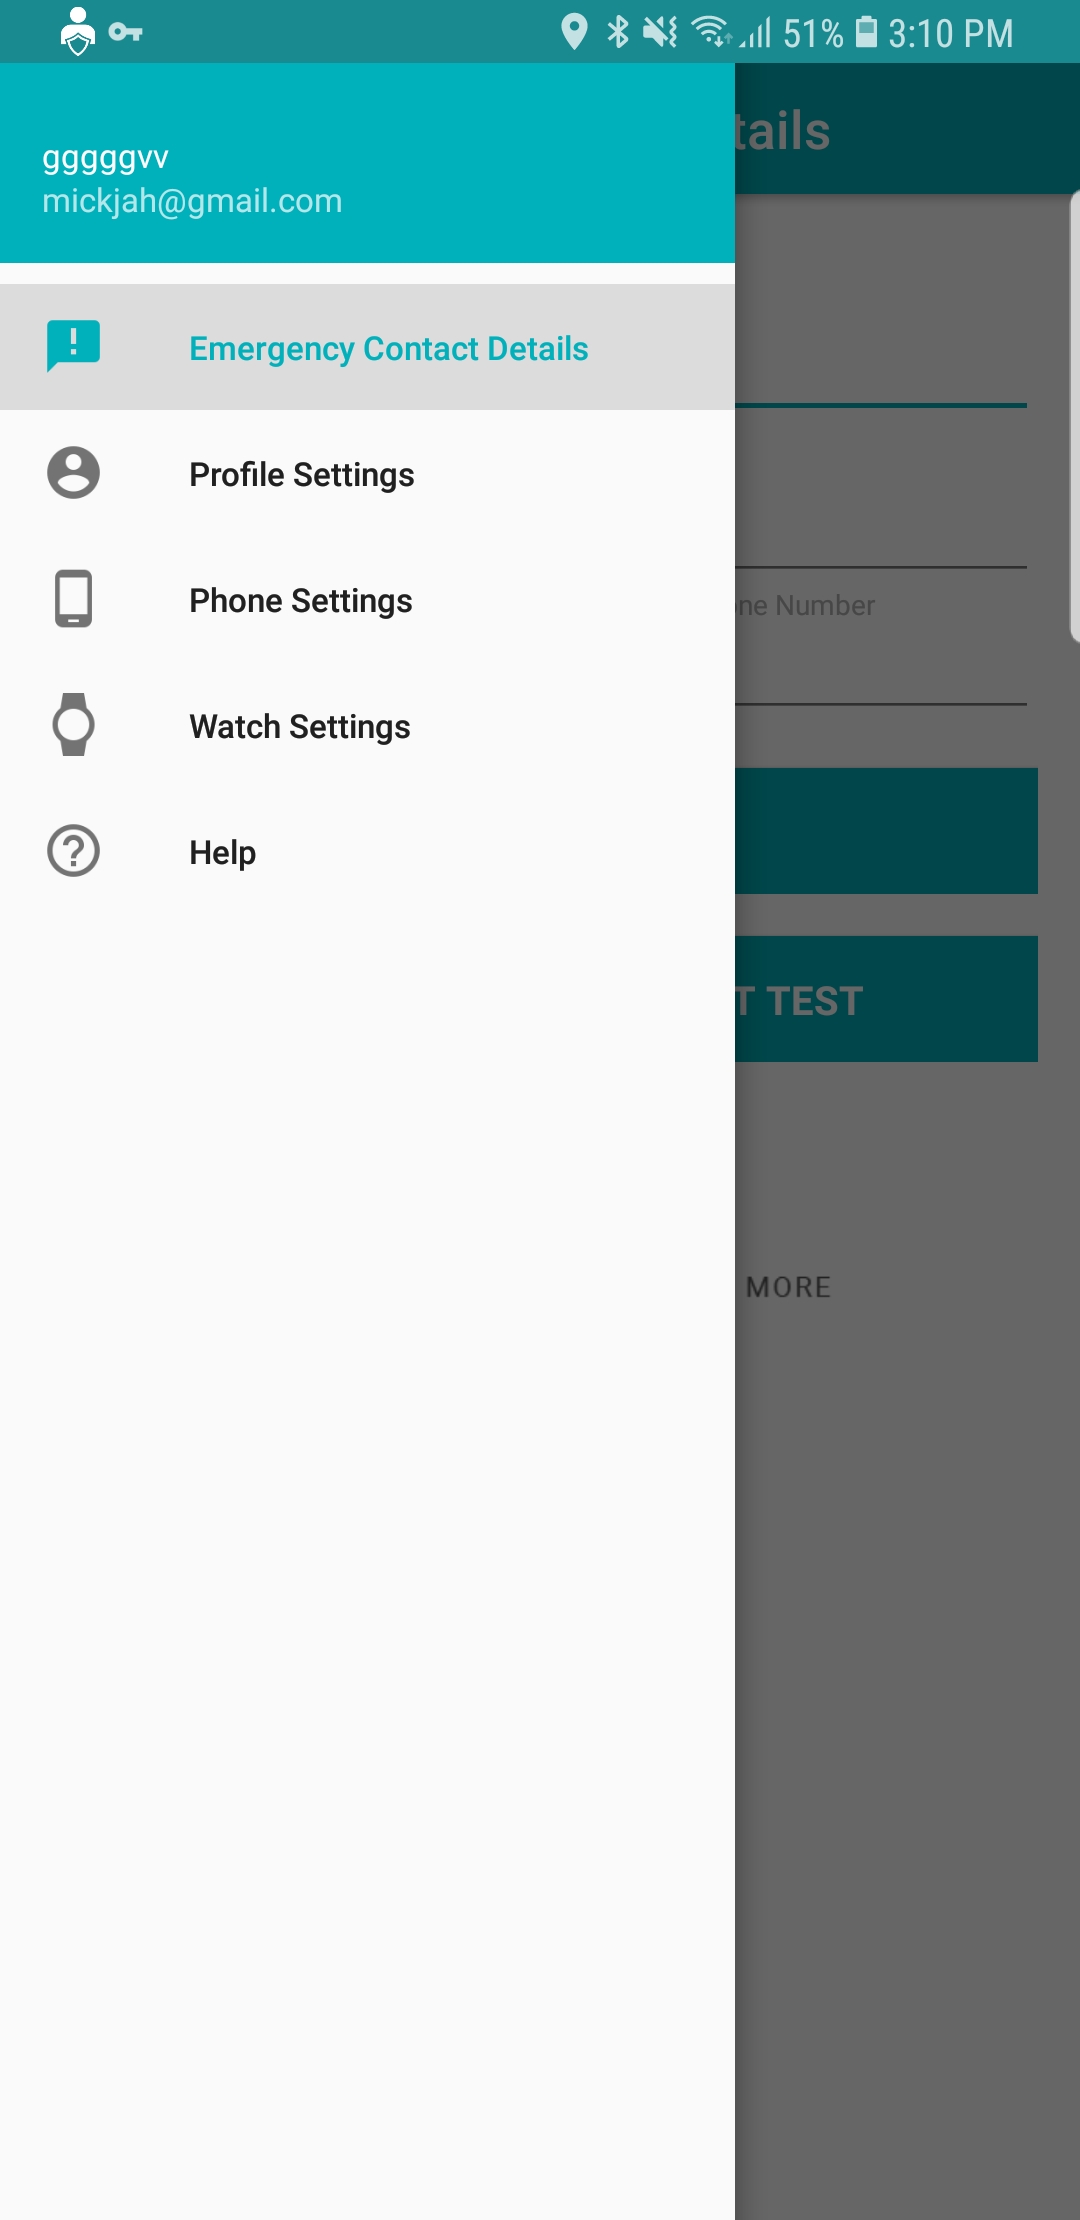 51% 3:10 PM
tails
gggggvv
mickjah@gmail.com
Emergency Contact Details
Profile Settings
Phone Settings
ne Number
Watch Settings
Help
T TEST
MORE